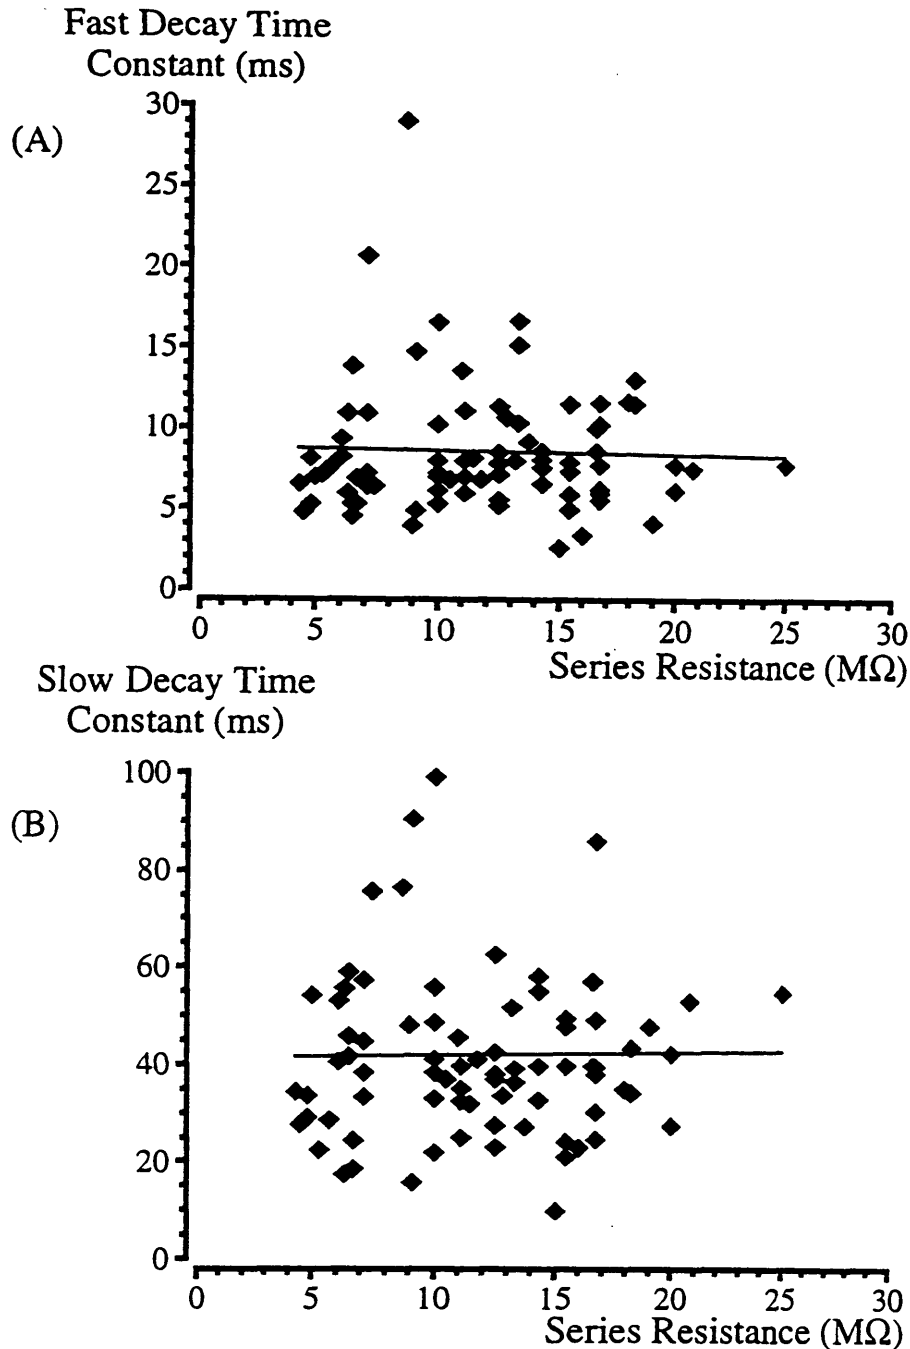 Fast Decay Time
Constant (ms)
(A)
30
25
20
15
10
5
0
0 5 10 15 20 25 30
Series Resistance (MΩ)
Slow Decay Time
Constant (ms)
(B)
100
80
60
40
20
0
0 5 10 15 20 25 30
Series Resistance (MΩ)